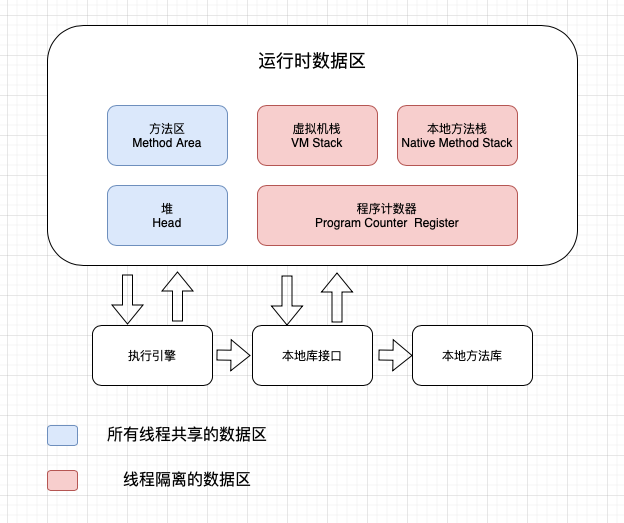 运行时数据区
方法区
Method Area
虚拟机栈
VM Stack
本地方法栈
Native Method Stack
堆
Head
程序计数器
Program Counter Register
执行引擎
本地库接口
本地方法库
所有线程共享的数据区
线程隔离的数据区